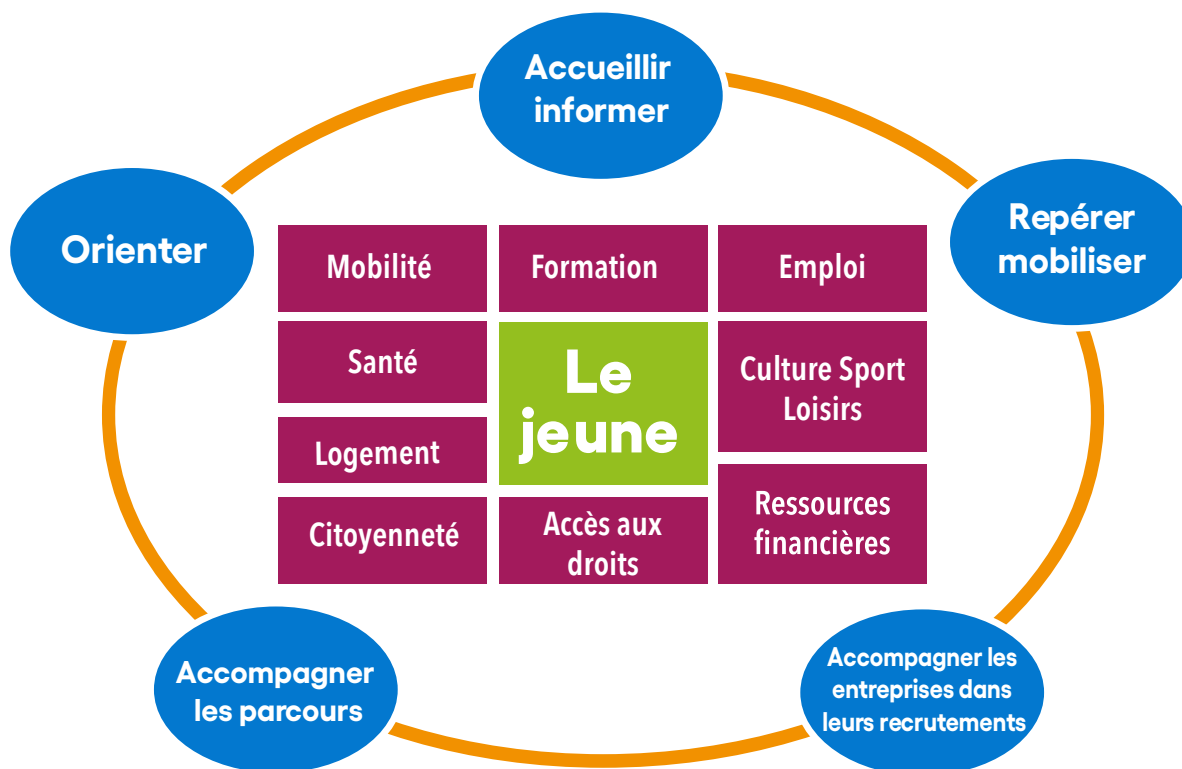 Accueillir
informer
Orienter
Repérer
mobiliser
Mobilité
Formation
Emploi
Santé
Le
jeune
Culture Sport
Loisirs
Logement
Citoyenneté
Accès aux
droits
Ressources
financières
Accompagner
les parcours
Accompagner les
entreprises dans
leurs recrutements